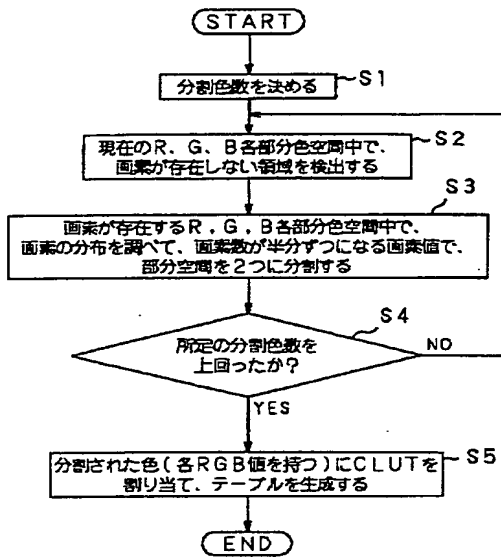 START
S1
分割色数を決める
S2
現在のR、G、B各部分色空間中で、
画素が存在しない領域を検出する
S3
画素が存在するR、G、B各部分色空間中で、
画素の分布を調べて、画素数が半分ずつになる画素値で、
部分空間を2つに分割する
S4
所定の分割色数を
上回ったか?
NO
YES
分割された色(各RGB値を持つ)にCLUTを
割り当て、テーブルを生成する
S5
END